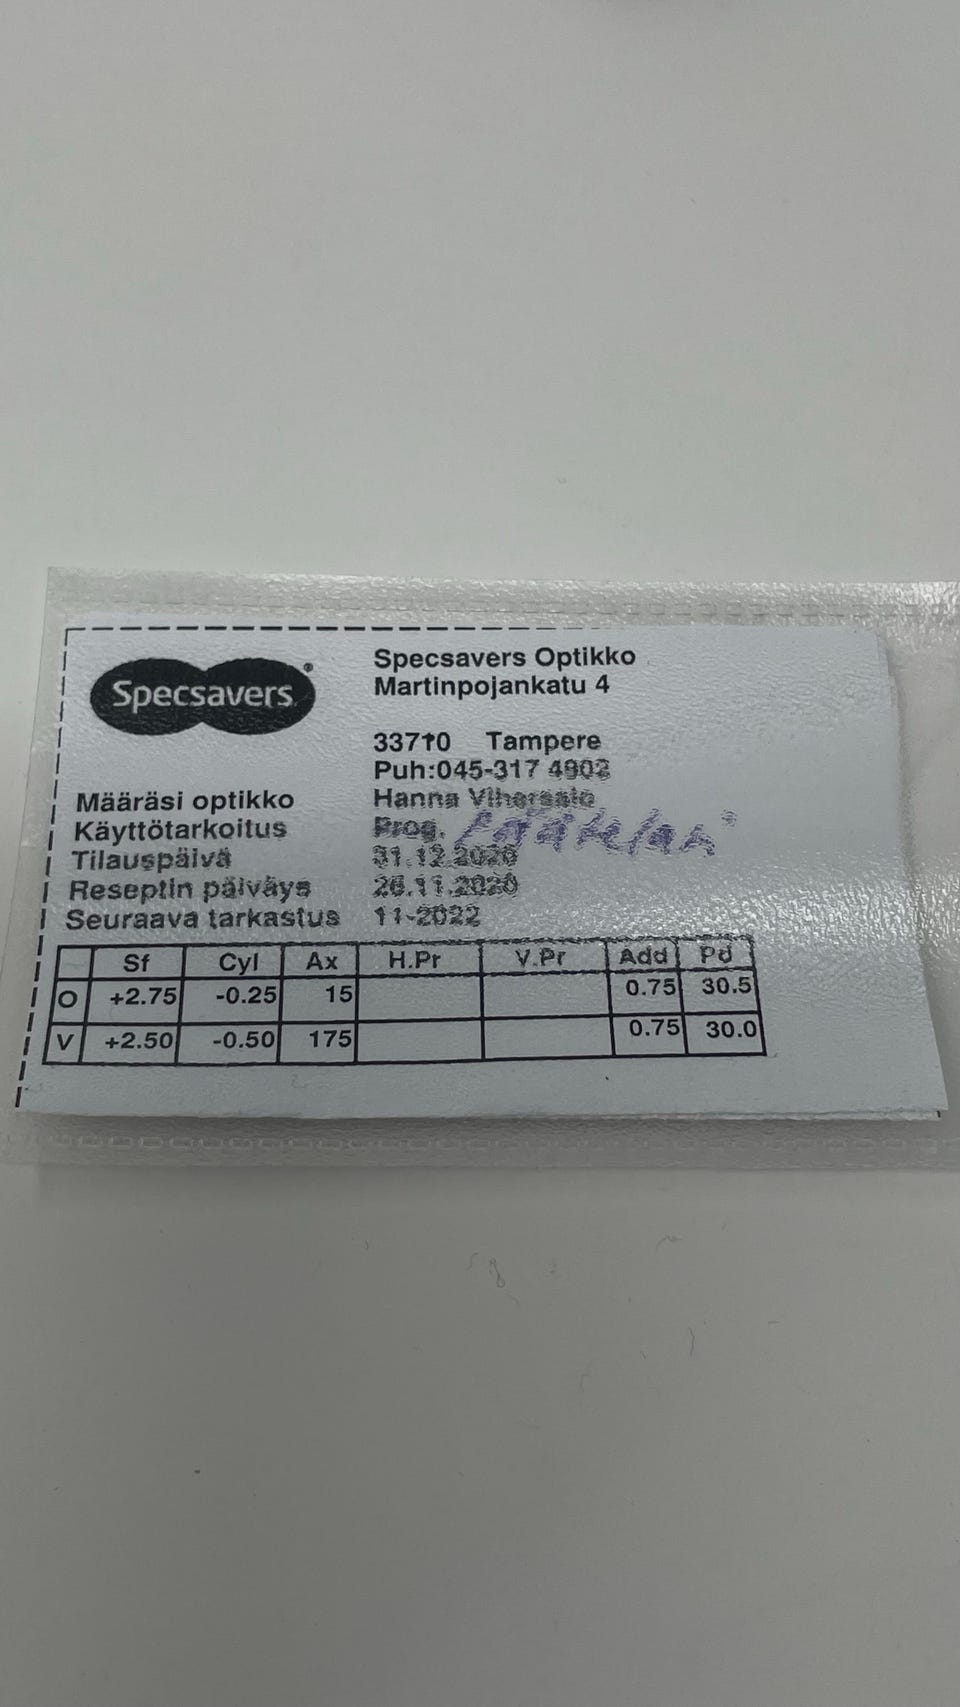 Specsavers®
Specsavers Optikko
Martinpojankatu 4
33710 Tampere
Puh:045-317 4902
Määräsi optikko Hanna Vihersalo
Käyttötarkoitus Prog.
Tilauspäivä 31.12.2020
Reseptin päiväys 26.11.2020
Seuraava tarkastus 11-2022
Sf Cyl Ax H.Pr V.Pr Add Pd
O +2.75 -0.25 15 0.75 30.5
V +2.50 -0.50 175 0.75 30.0